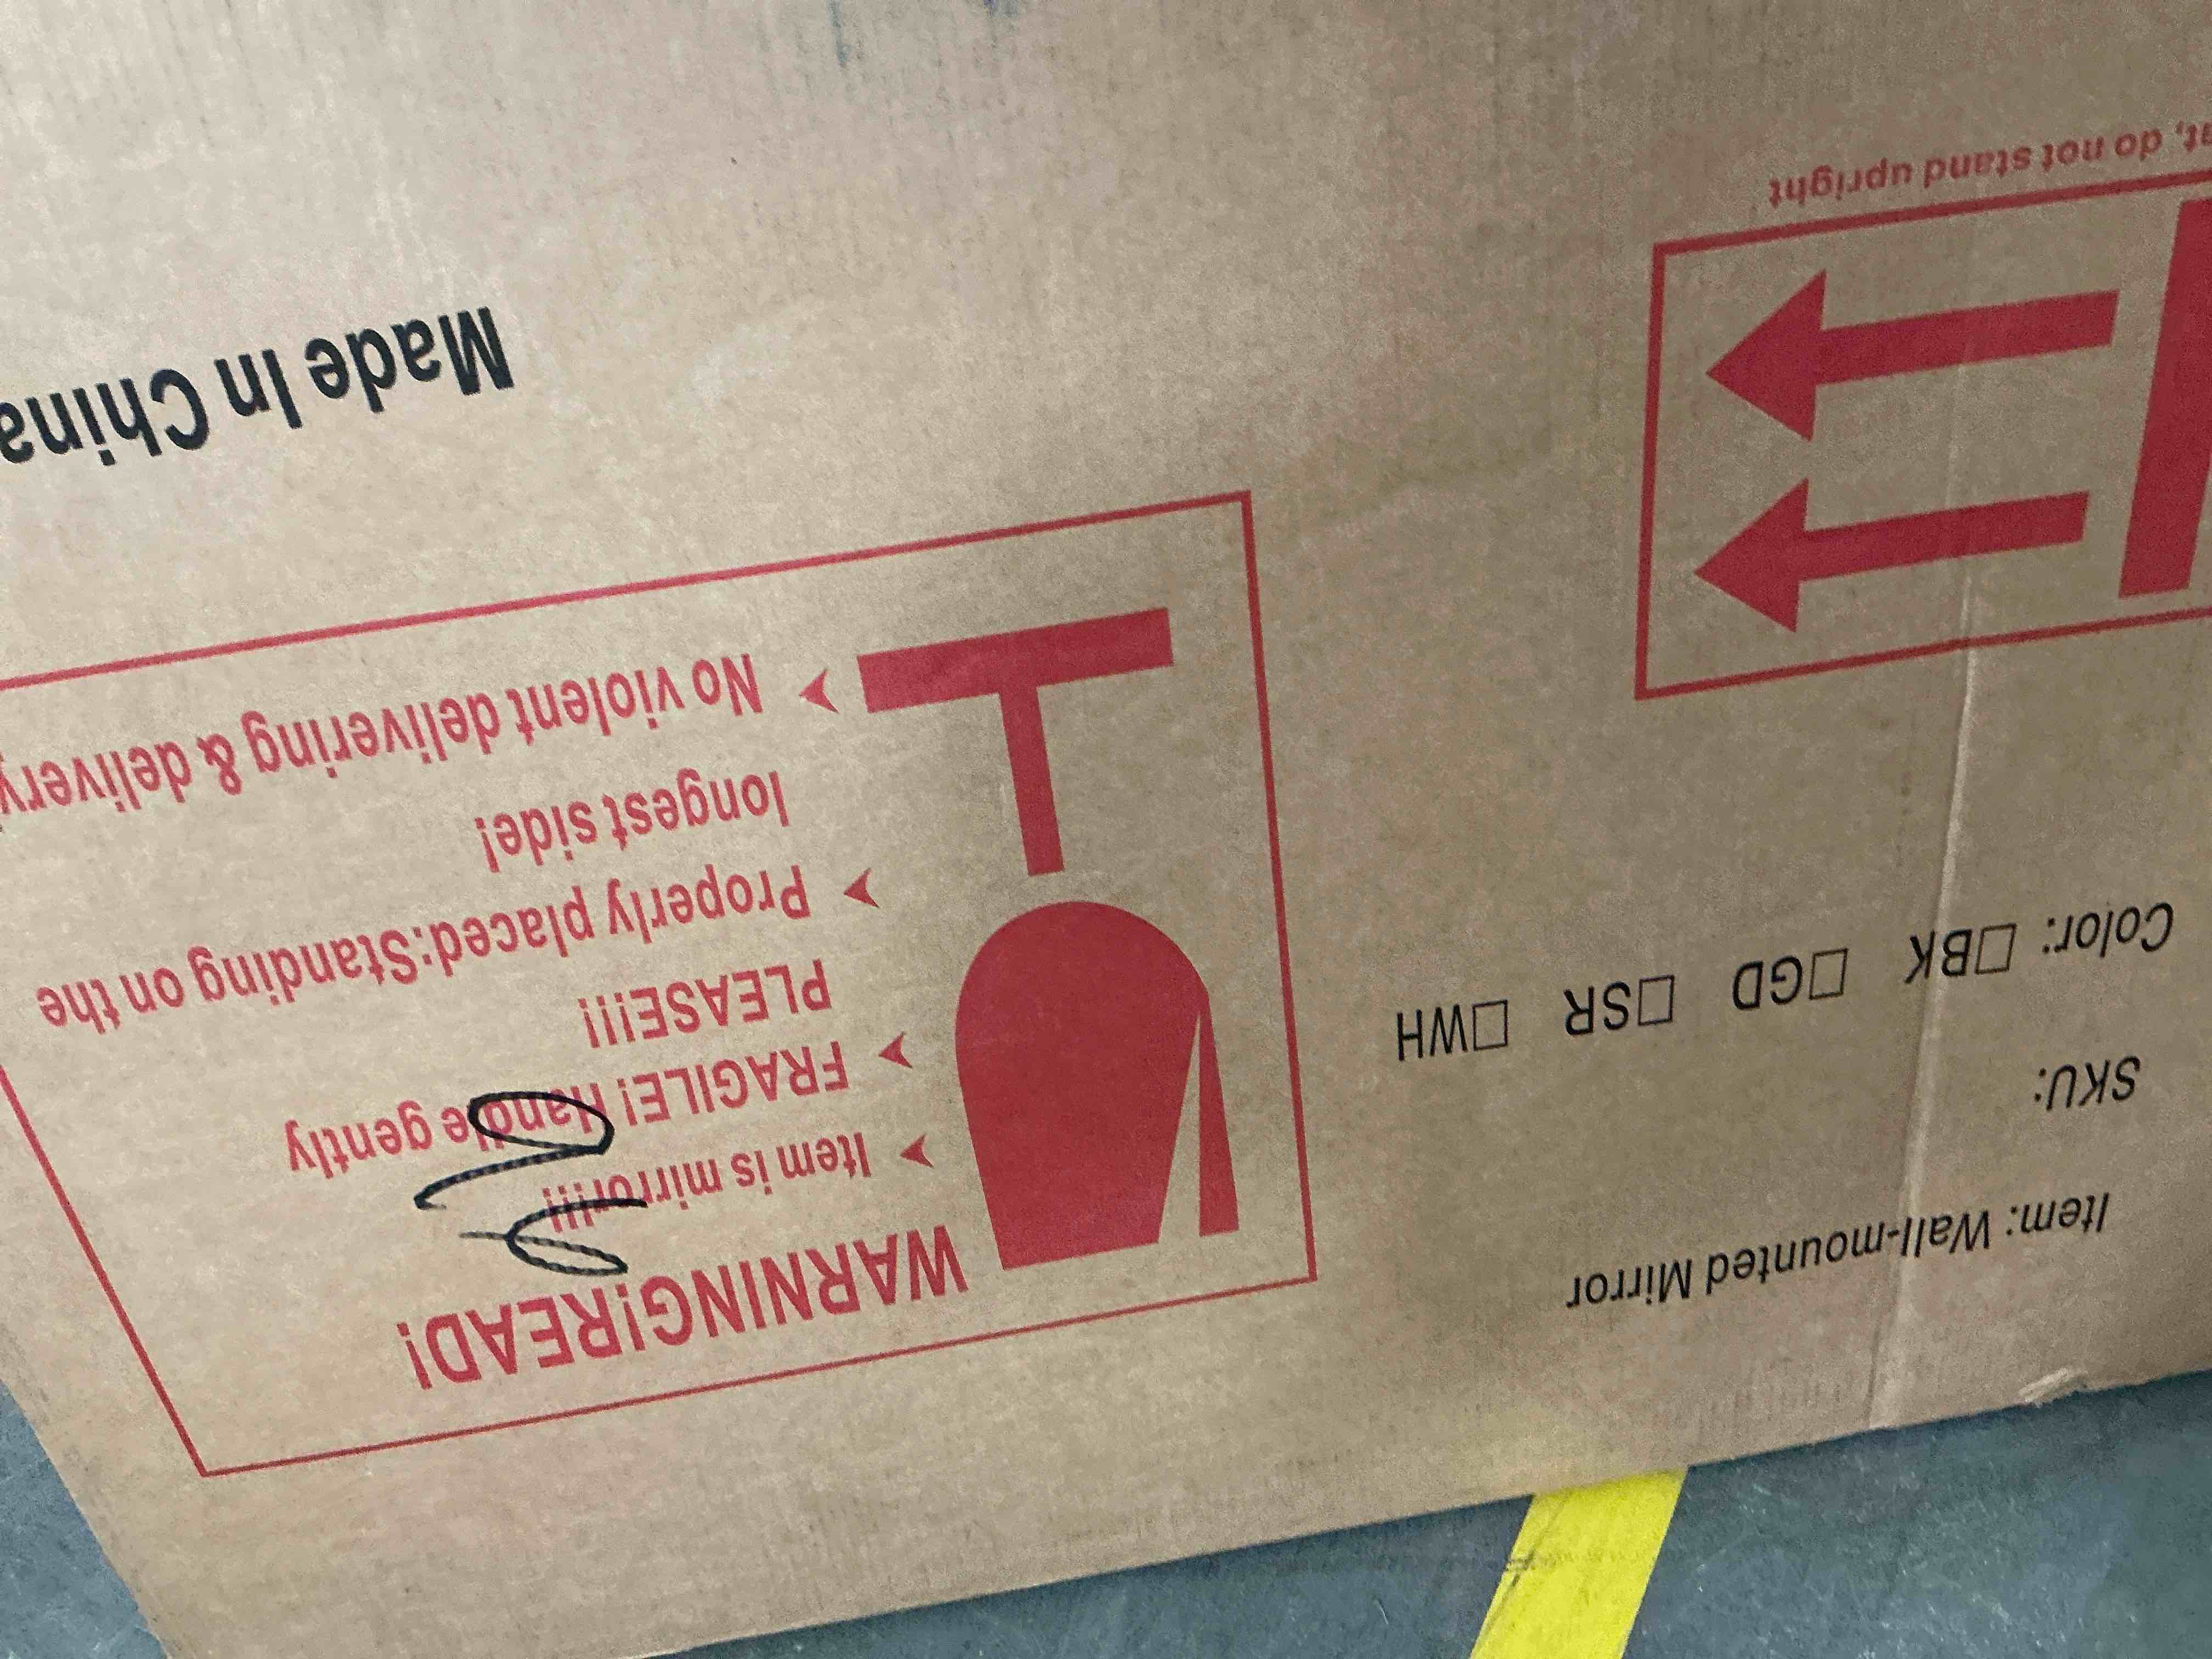 Item: Wall-mounted Mirror
SKU:
Color: □BK □GD □SR □WH
do not stand upright
WARNING!READ!
➤ Item is mirror!!!
➤ FRAGILE! Handle gently
PLEASE!!!
➤ Properly placed:Standing on the
longest side!
➤ No violent delivering & delivery
Made In China